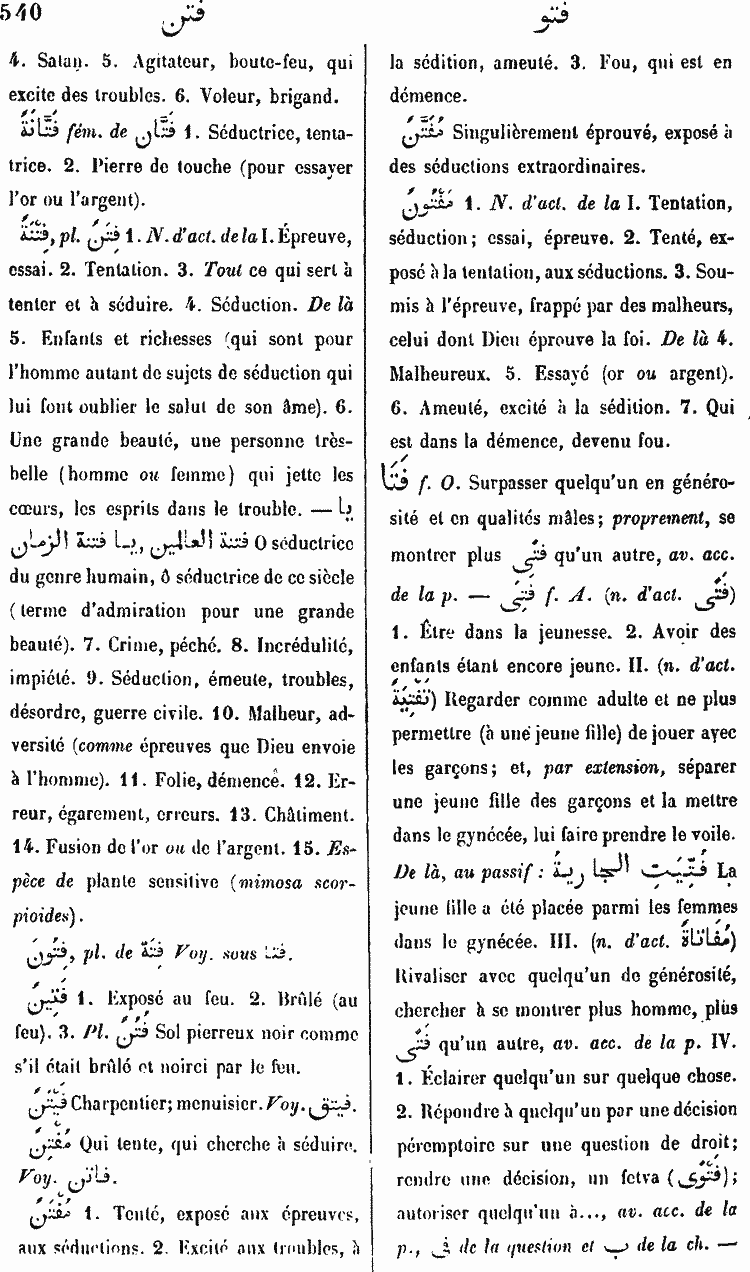 540 فتن فتو
4. Satan. 5. Agitateur, boute-feu, qui
excite des troubles. 6. Voleur, brigand.
فَتَّانَةٌ fém. de فَتَّان 1. Séductrice, tenta-
trice. 2. Pierre de touche (pour essayer
l'or ou l'argent).
فِتْنَةٌ, pl. فِتَنٌ 1. N. d'act. de la I. Épreuve,
essai. 2. Tentation. 3. Tout ce qui sert à
tenter et à séduire. 4. Séduction. De là
5. Enfants et richesses (qui sont pour
l'homme autant de sujets de séduction qui
lui font oublier le salut de son âme). 6.
Une grande beauté, une personne très-
belle (homme ou femme) qui jette les
cœurs, les esprits dans le trouble. — يا
فتنة العالمين, يا فتنة الزمان O séductrice
du genre humain, ô séductrice de ce siècle
(terme d'admiration pour une grande
beauté). 7. Crime, péché. 8. Incrédulité,
impiété. 9. Séduction, émeute, troubles,
désordre, guerre civile. 10. Malheur, ad-
versité (comme épreuves que Dieu envoie
à l'homme). 11. Folie, démence. 12. Er-
reur, égarement, erreurs. 13. Châtiment.
14. Fusion de l'or ou de l'argent. 15. Es-
pèce de plante sensitive (mimosa scor-
pioides).
فتون, pl. de فتة Voy. sous فتا.
فَتِينٌ 1. Exposé au feu. 2. Brûlé (au
feu). 3. Pl. فُتُنٌ Sol pierreux noir comme
s'il était brûlé et noirci par le feu.
فَيْتَنٌ Charpentier; menuisier. Voy. فيتق.
مُفْتِنٌ Qui tente, qui cherche à séduire.
Voy. فاتن.
مُفْتَنٌ 1. Tenté, exposé aux épreuves,
aux séductions. 2. Excité aux troubles, à
la sédition, ameuté. 3. Fou, qui est en
démence.
مُفَتَّنٌ Singulièrement éprouvé, exposé à
des séductions extraordinaires.
مَفْتُونٌ 1. N. d'act. de la I. Tentation,
séduction; essai, épreuve. 2. Tenté, ex-
posé à la tentation, aux séductions. 3. Sou-
mis à l'épreuve, frappé par des malheurs,
celui dont Dieu éprouve la foi. De là 4.
Malheureux. 5. Essayé (or ou argent).
6. Ameuté, excité à la sédition. 7. Qui
est dans la démence, devenu fou.
فَتَا f. O. Surpasser quelqu'un en généro-
sité et en qualités mâles; proprement, se
montrer plus فَتًى qu'un autre, av. acc.
de la p. — فَتِىَ f. A. (n. d'act. فَتًى)
1. Être dans la jeunesse. 2. Avoir des
enfants étant encore jeune. II. (n. d'act.
تَفْتِيَةٌ) Regarder comme adulte et ne plus
permettre (à une jeune fille) de jouer avec
les garçons; et, par extension, séparer
une jeune fille des garçons et la mettre
dans le gynécée, lui faire prendre le voile.
De là, au passif : فُتِّيَتِ الجاريةُ La
jeune fille a été placée parmi les femmes
dans le gynécée. III. (n. d'act. مُفَاتَاةٌ)
Rivaliser avec quelqu'un de générosité,
chercher à se montrer plus homme, plus
فَتًى qu'un autre, av. acc. de la p. IV.
1. Éclairer quelqu'un sur quelque chose.
2. Répondre à quelqu'un par une décision
péremptoire sur une question de droit;
rendre une décision, un fetva (فَتْوَى);
autoriser quelqu'un à..., av. acc. de la
p., في de la question et ب de la ch. —